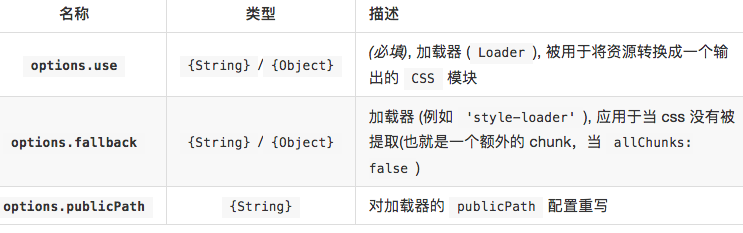 名称 类型 描述
options.use {String} / {Object} (必填), 加载器 ( Loader ), 被用于将资源转换成一个输
出的 CSS 模块
options.fallback {String} / {Object} 加载器 (例如 'style-loader' ), 应用于当 css 没有被
提取(也就是一个额外的 chunk，当 allChunks:
false )
options.publicPath {String} 对加载器的 publicPath 配置重写